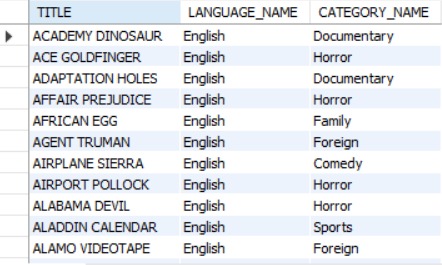 TITLE LANGUAGE_NAME CATEGORY_NAME
ACADEMY DINOSAUR English Documentary
ACE GOLDFINGER English Horror
ADAPTATION HOLES English Documentary
AFFAIR PREJUDICE English Horror
AFRICAN EGG English Family
AGENT TRUMAN English Foreign
AIRPLANE SIERRA English Comedy
AIRPORT POLLOCK English Horror
ALABAMA DEVIL English Horror
ALADDIN CALENDAR English Sports
ALAMO VIDEOTAPE English Foreign